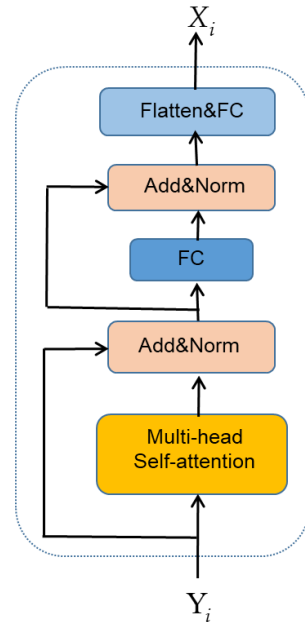 X_i
Flatten&FC
Add&Norm
FC
Add&Norm
Multi-head
Self-attention
Y_i